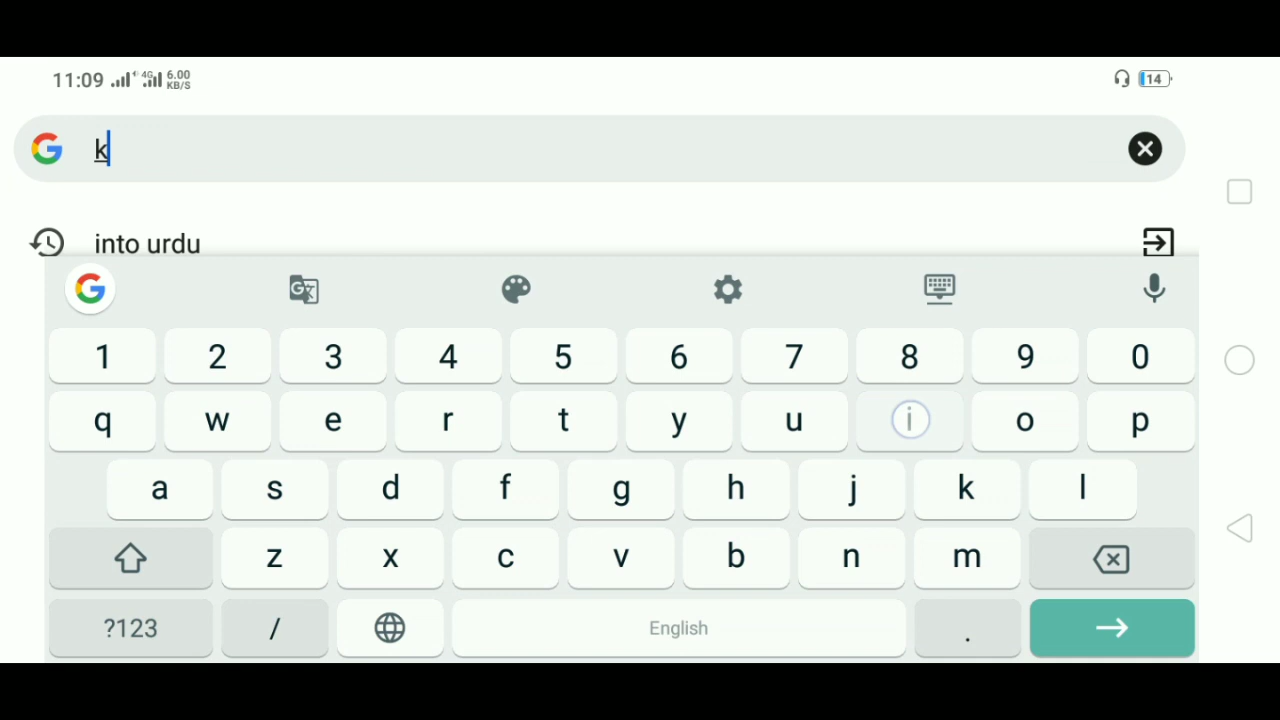 11:09 4G 6.00 KB/S 14
k
into urdu
1 2 3 4 5 6 7 8 9 0
q w e r t y u i o p
a s d f g h j k l
z x c v b n m
?123 / English .